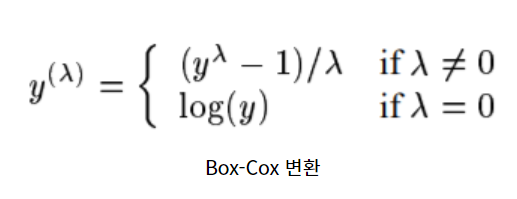 y^(λ) = { (y^λ − 1)/λ if λ ≠ 0
log(y) if λ = 0
Box-Cox 변환